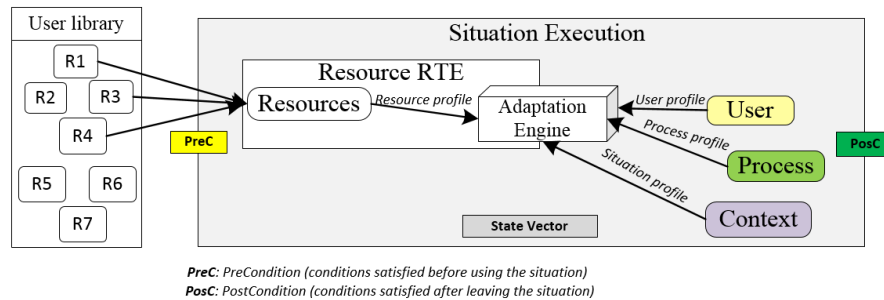 User library
R1
R2
R3
R4
R5
R6
R7
Situation Execution
Resource RTE
Resources
Resource profile
Adaptation
Engine
User profile
User
Process profile
Process
Situation profile
Context
PreC
PosC
State Vector
PreC: PreCondition (conditions satisfied before using the situation)
PosC: PostCondition (conditions satisfied after leaving the situation)